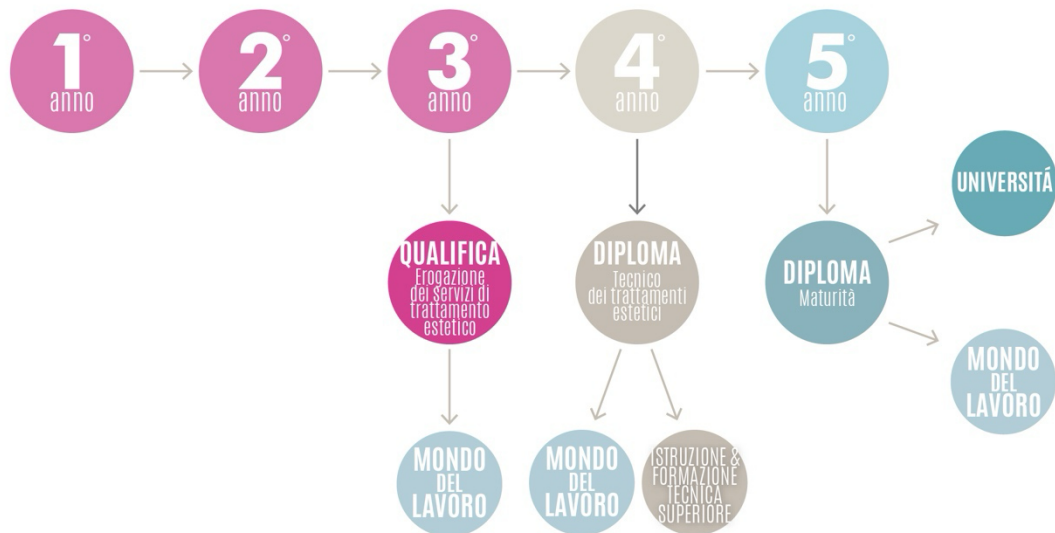 1°
anno
2°
anno
3°
anno
4°
anno
5°
anno
UNIVERSITÁ
QUALIFICA
Erogazione
dei servizi di
trattamento
estetico
DIPLOMA
Tecnico
dei trattamenti
estetici
DIPLOMA
Maturità
MONDO
DEL
LAVORO
MONDO
DEL
LAVORO
MONDO
DEL
LAVORO
ISTRUZIONE &
FORMAZIONE
TECNICA
SUPERIORE